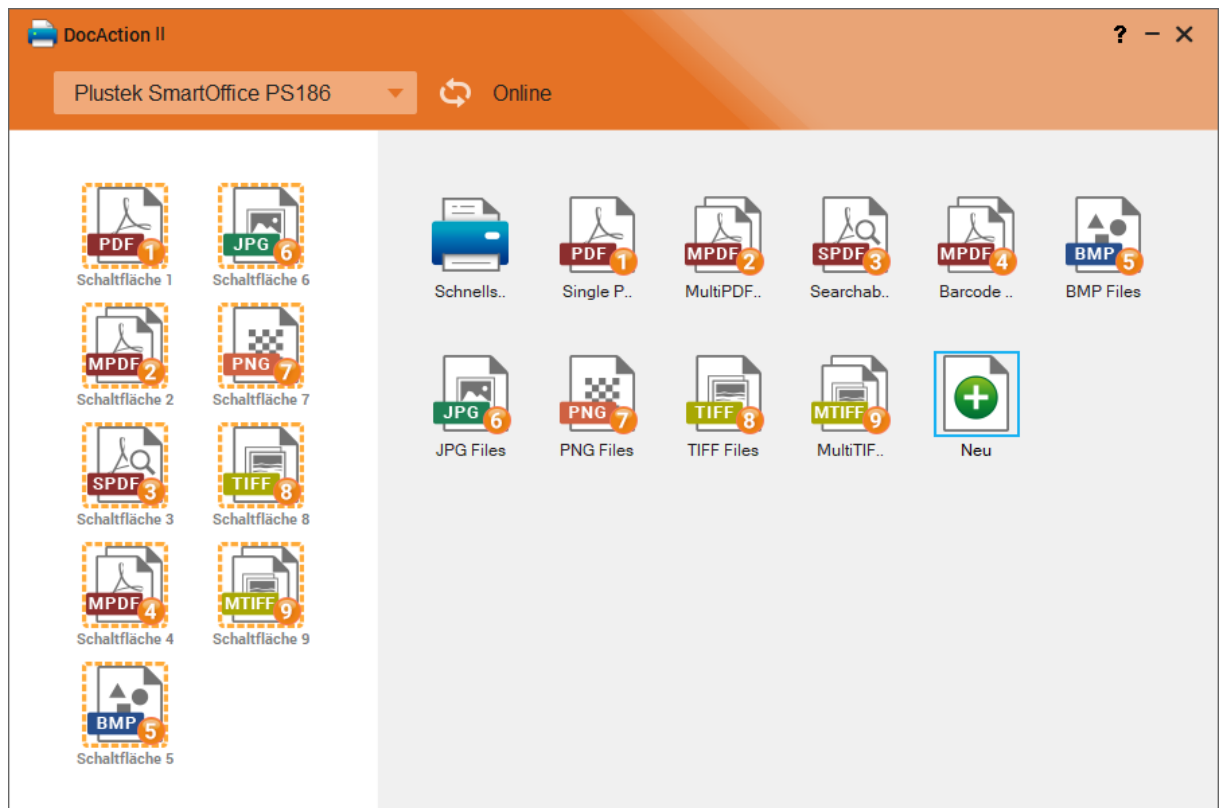 DocAction II
? – ×
Plustek SmartOffice PS186
Online
PDF 1
JPG 6
Schaltfläche 1
Schaltfläche 6
MPDF 2
PNG 7
Schaltfläche 2
Schaltfläche 7
SPDF 3
TIFF 8
Schaltfläche 3
Schaltfläche 8
MPDF 4
MTIFF 9
Schaltfläche 4
Schaltfläche 9
BMP 5
Schaltfläche 5
PDF 1
MPDF 2
SPDF 3
MPDF 4
BMP 5
Schnells..
Single P..
MultiPDF..
Searchab..
Barcode ..
BMP Files
JPG 6
PNG 7
TIFF 8
MTIFF 9
JPG Files
PNG Files
TIFF Files
MultiTIF..
Neu